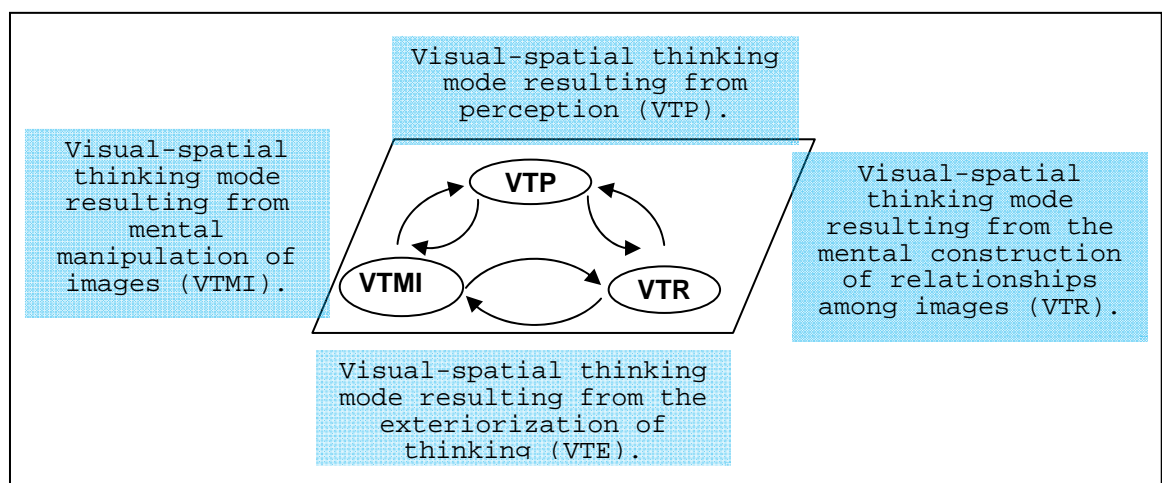 Visual-spatial thinking
mode resulting from
perception (VTP).
Visual-spatial
thinking mode
resulting from
mental
manipulation of
images (VTMI).
VTP
VTMI
VTR
Visual-spatial
thinking mode
resulting from the
mental construction
of relationships
among images (VTR).
Visual-spatial thinking
mode resulting from the
exteriorization of
thinking (VTE).